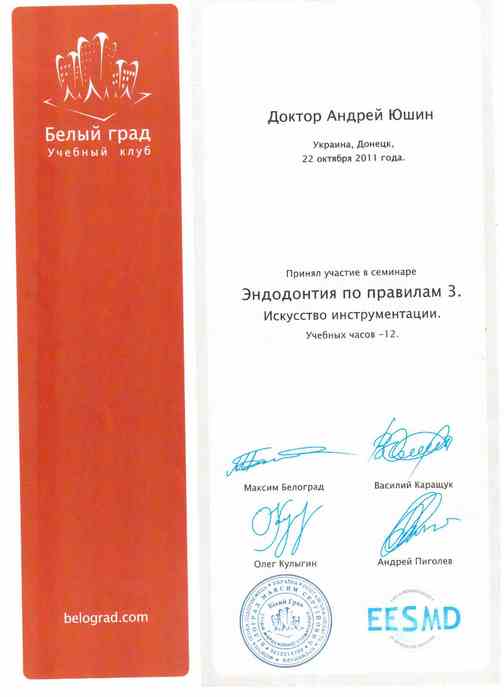 Белый град
Учебный клуб
belograd.com
Доктор Андрей Юшин
Украина, Донецк,
22 октября 2011 года.
Принял участие в семинаре
Эндодонтия по правилам 3.
Искусство инструментации.
Учебных часов -12.
Максим Белоград
Василий Каращук
Олег Кулыгин
Андрей Пиголев
Белый Град
EESMD